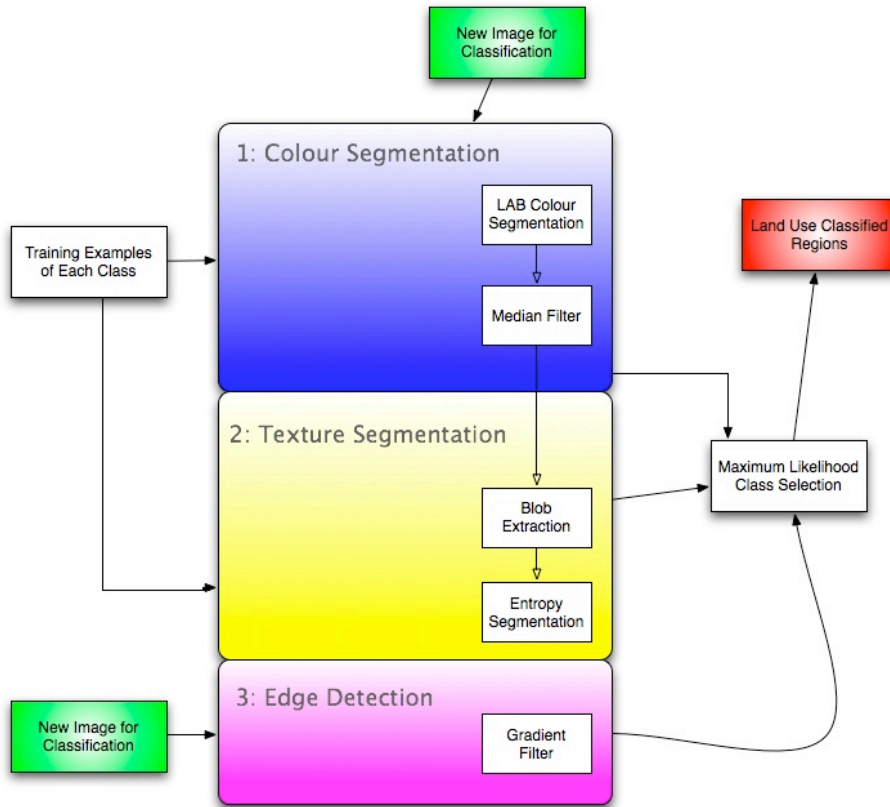 New Image for
Classification
1: Colour Segmentation
LAB Colour
Segmentation
Training Examples
of Each Class
Median Filter
Land Use Classified
Regions
2: Texture Segmentation
Maximum Likelihood
Class Selection
Blob
Extraction
Entropy
Segmentation
3: Edge Detection
New Image for
Classification
Gradient
Filter